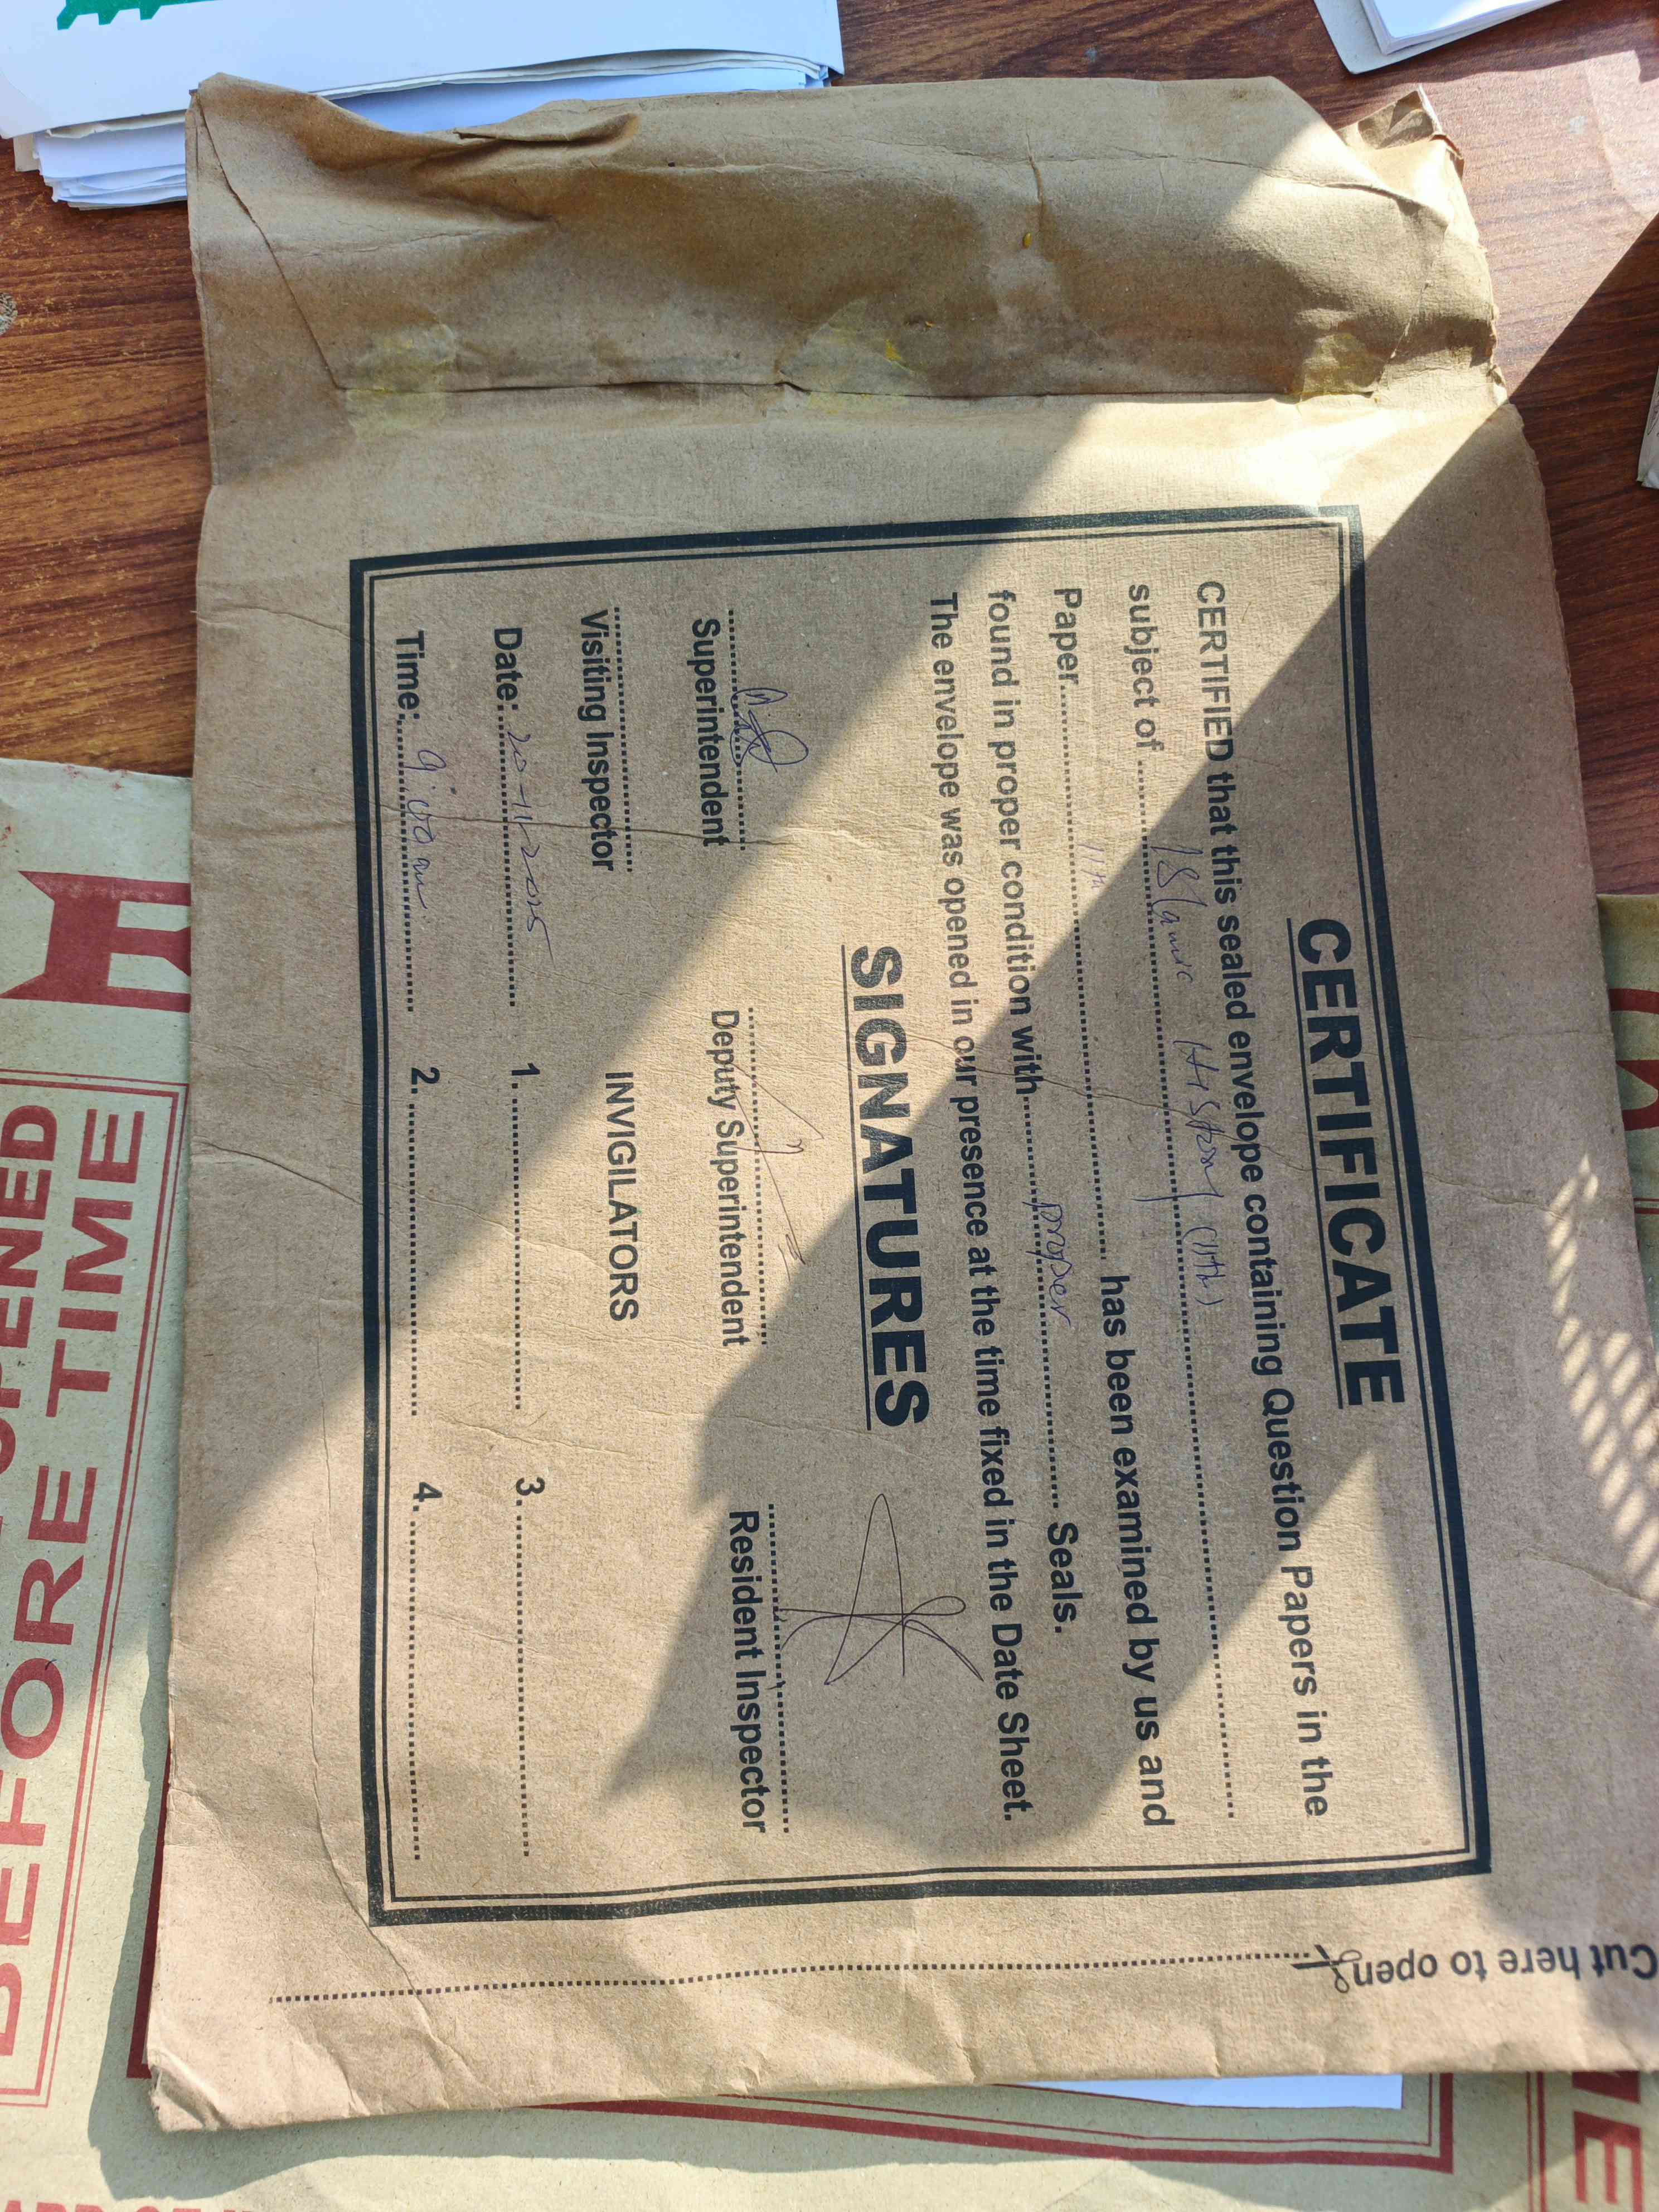 CERTIFICATE
CERTIFIED that this sealed envelope containing Question Papers in the
subject of Islamic History (11th)
Paper 11th has been examined by us and
found in proper condition with proper Seals.
The envelope was opened in our presence at the time fixed in the Date Sheet.
SIGNATURES
Superintendent Deputy Superintendent Resident Inspector
Visiting Inspector INVIGILATORS
Date: 20-11-2025 1. 3.
Time: 9:00 am 2. 4.
Cut here to open
BEFORE TIME